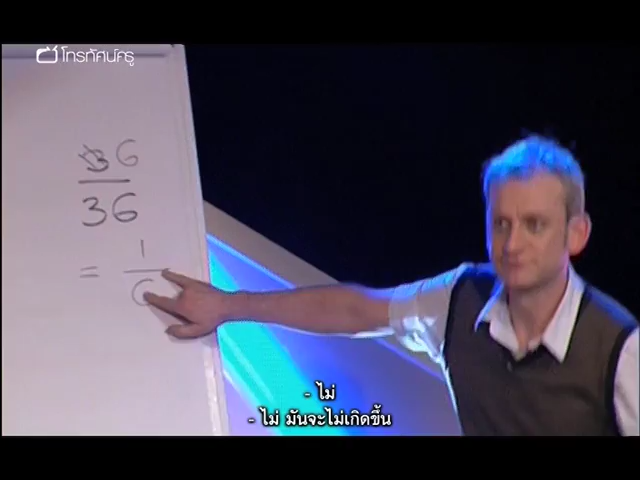 โทรทัศน์ครู
36
36
= 1
6
- ไม่
- ไม่ มันจะไม่เกิดขึ้น